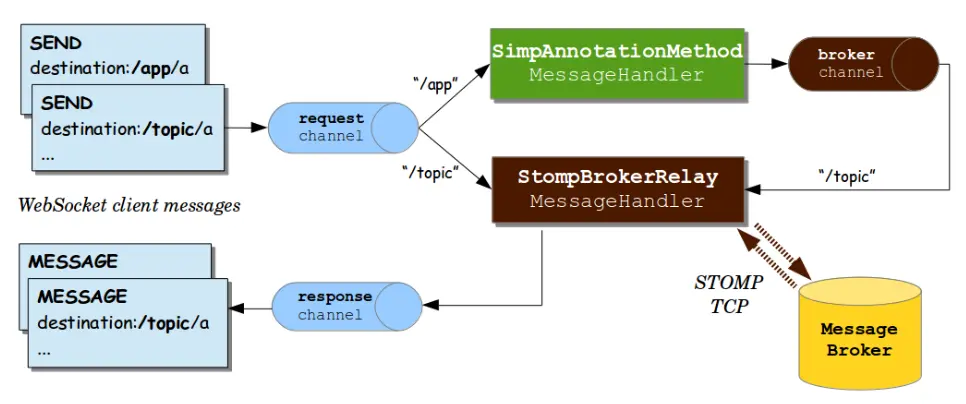 SEND
destination:/app/a
SEND
destination:/topic/a
...
WebSocket client messages
request
channel
"/app"
"/topic"
SimpAnnotationMethod
MessageHandler
broker
channel
StompBrokerRelay
MessageHandler
"/topic"
MESSAGE
MESSAGE
destination:/topic/a
...
response
channel
STOMP
TCP
Message
Broker